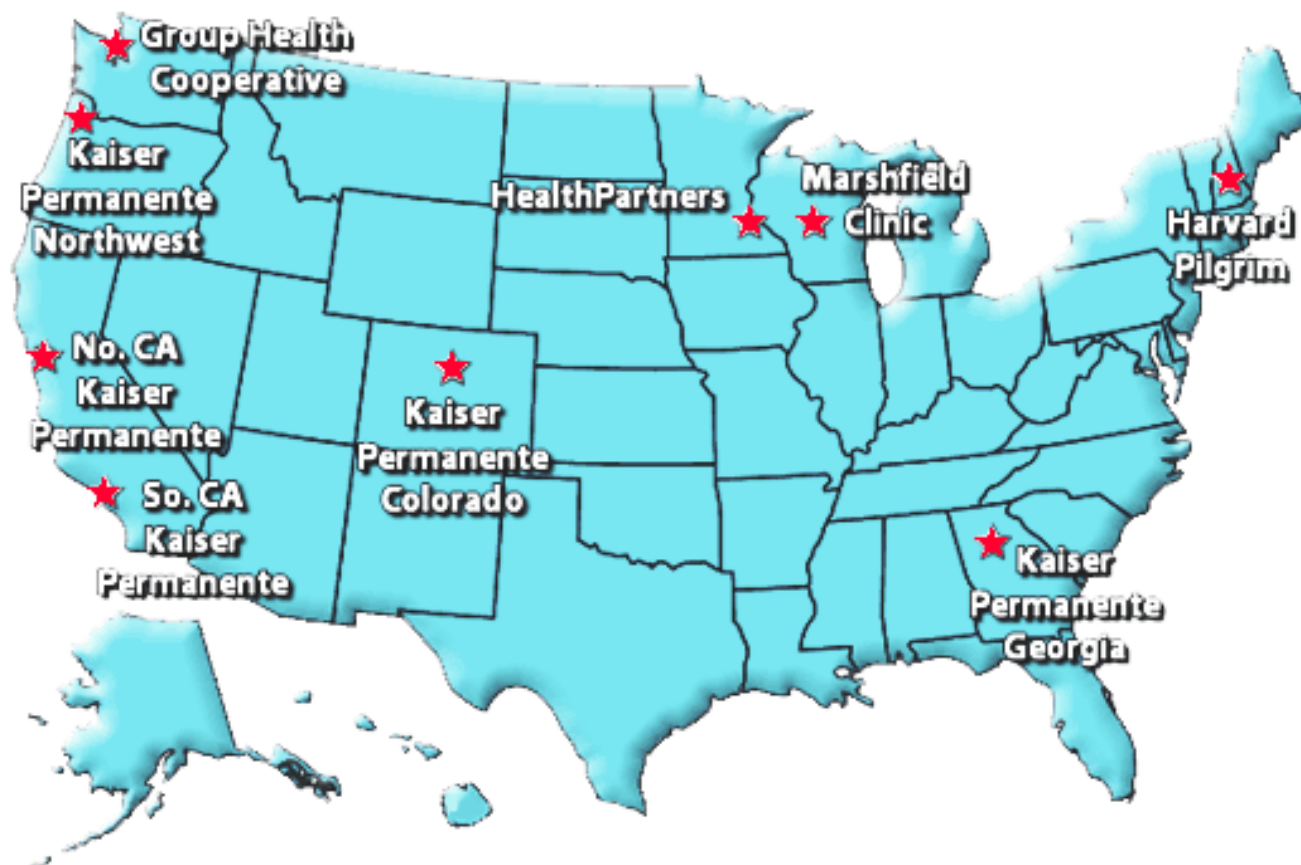 Group Health
Cooperative
Kaiser
Permanente
Northwest
HealthPartners
Marshfield
Clinic
Harvard
Pilgrim
No. CA
Kaiser
Permanente
Kaiser
Permanente
Colorado
So. CA
Kaiser
Permanente
Kaiser
Permanente
Georgia